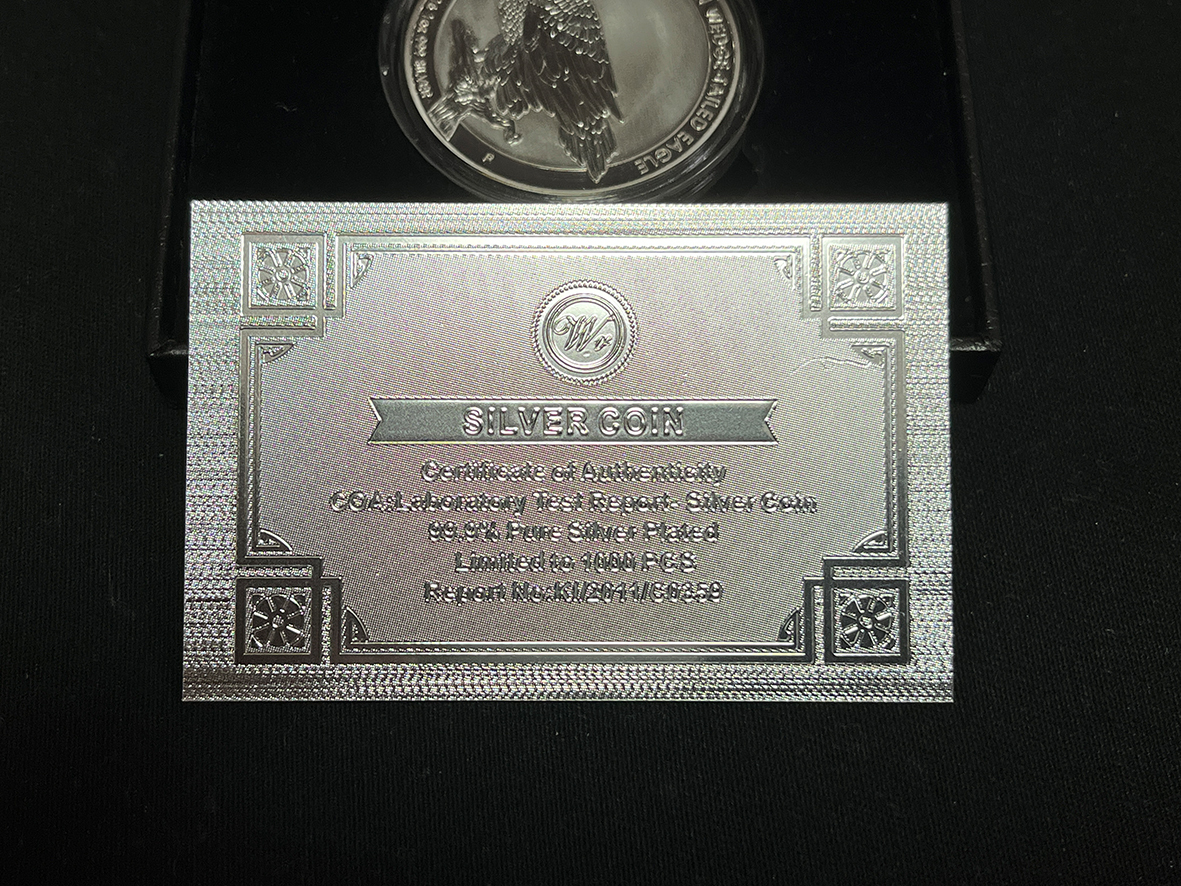 WEDGE-TAILED EAGLE
P
W
SILVER COIN
Certificate of Authenticity
COA:Laboratory Test Report- Silver Coin
99.9% Pure Silver Plated
Limited to 1000 PCS
Report No:KI/2011/C0359